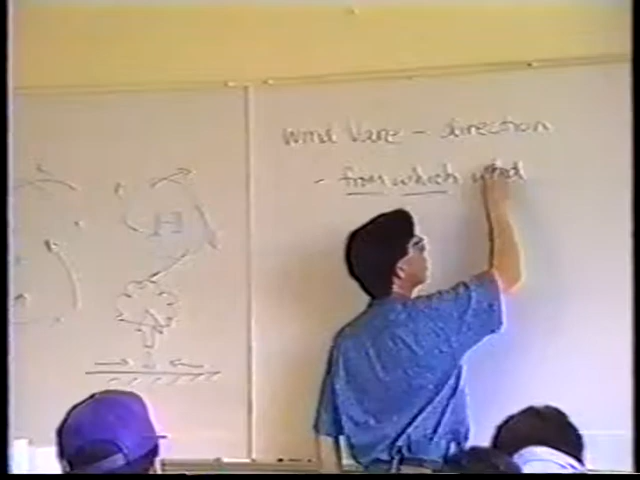 Wind Vane - direction
- from which wind
H